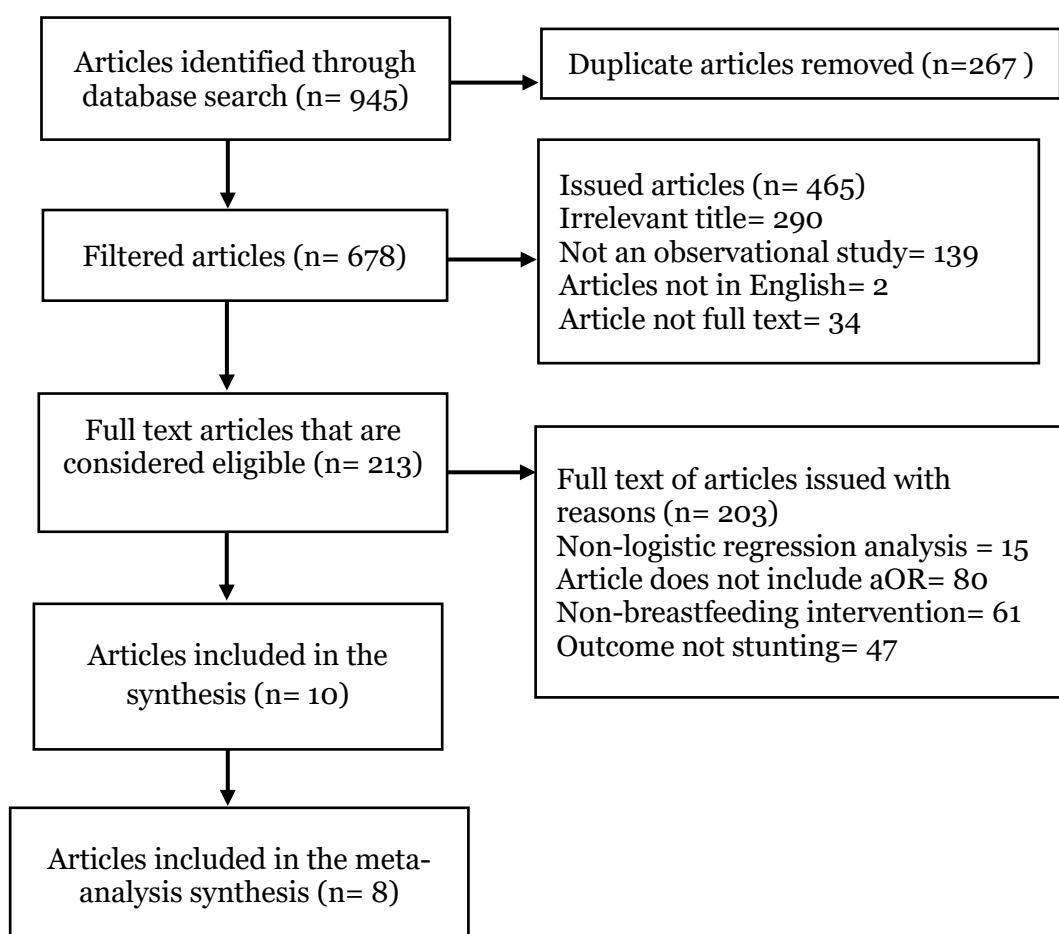 Articles identified through
database search (n= 945)
Duplicate articles removed (n=267 )
Filtered articles (n= 678)
Issued articles (n= 465)
Irrelevant title= 290
Not an observational study= 139
Articles not in English= 2
Article not full text= 34
Full text articles that are
considered eligible (n= 213)
Full text of articles issued with
reasons (n= 203)
Non-logistic regression analysis = 15
Article does not include aOR= 80
Non-breastfeeding intervention= 61
Outcome not stunting= 47
Articles included in the
synthesis (n= 10)
Articles included in the meta-
analysis synthesis (n= 8)